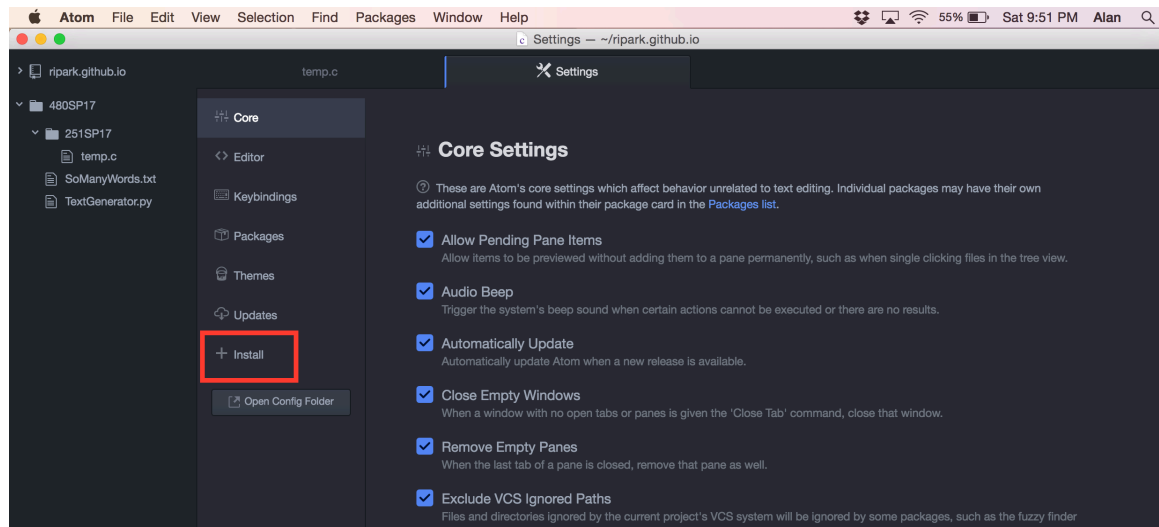 Atom File Edit View Selection Find Packages Window Help 55% Sat 9:51 PM Alan
c Settings — ~/ripark.github.io
ripark.github.io
temp.c
Settings
480SP17
251SP17
temp.c
SoManyWords.txt
TextGenerator.py
Core
Editor
Keybindings
Packages
Themes
Updates
Install
Open Config Folder
Core Settings
These are Atom's core settings which affect behavior unrelated to text editing. Individual packages may have their own
additional settings found within their package card in the Packages list.
Allow Pending Pane Items
Allow items to be previewed without adding them to a pane permanently, such as when single clicking files in the tree view.
Audio Beep
Trigger the system's beep sound when certain actions cannot be executed or there are no results.
Automatically Update
Automatically update Atom when a new release is available.
Close Empty Windows
When a window with no open tabs or panes is given the 'Close Tab' command, close that window.
Remove Empty Panes
When the last tab of a pane is closed, remove that pane as well.
Exclude VCS Ignored Paths
Files and directories ignored by the current project's VCS system will be ignored by some packages, such as the fuzzy finder